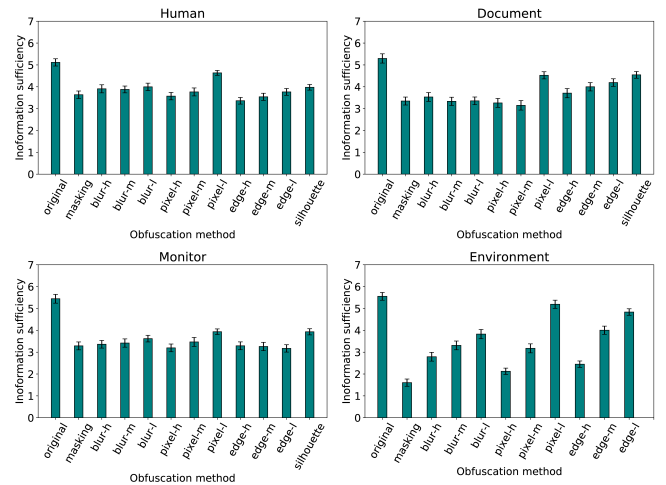 Human
Inoformation sufficiency
7
6
5
4
3
2
1
0
original
masking
blur-h
blur-m
blur-l
pixel-h
pixel-m
pixel-l
edge-h
edge-m
edge-l
silhouette
Obfuscation method
Document
Inoformation sufficiency
7
6
5
4
3
2
1
0
original
masking
blur-h
blur-m
blur-l
pixel-h
pixel-m
pixel-l
edge-h
edge-m
edge-l
silhouette
Obfuscation method
Monitor
Inoformation sufficiency
7
6
5
4
3
2
1
0
original
masking
blur-h
blur-m
blur-l
pixel-h
pixel-m
pixel-l
edge-h
edge-m
edge-l
silhouette
Obfuscation method
Environment
Inoformation sufficiency
7
6
5
4
3
2
1
0
original
masking
blur-h
blur-m
blur-l
pixel-h
pixel-m
pixel-l
edge-h
edge-m
edge-l
Obfuscation method